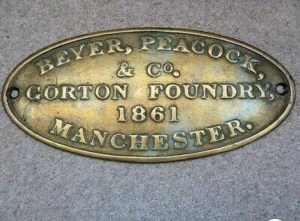 BEYER, PEACOCK,
& Co.
GORTON FOUNDRY,
1861
MANCHESTER.